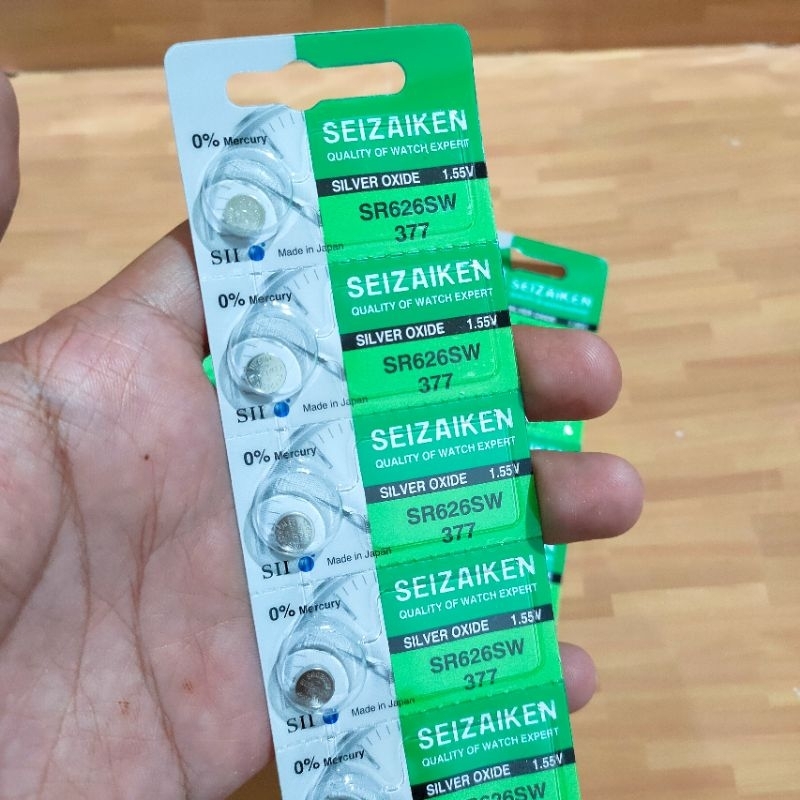 0% Mercury
SEIZAIKEN
QUALITY OF WATCH EXPERT
SILVER OXIDE 1.55V
SR626SW
377
SII Made in Japan
0% Mercury
SEIZAIKEN
QUALITY OF WATCH EXPERT
SILVER OXIDE 1.55V
SR626SW
377
SII Made in Japan
0% Mercury
SEIZAIKEN
QUALITY OF WATCH EXPERT
SILVER OXIDE 1.55V
SR626SW
377
SII Made in Japan
0% Mercury
SEIZAIKEN
QUALITY OF WATCH EXPERT
SILVER OXIDE 1.55V
SR626SW
377
SII Made in Japan
0% Mercury
SEIZAIKEN
QUALITY OF WATCH EXPERT
SILVER OXIDE 1.55V
SR626SW
SEIZAIKEN